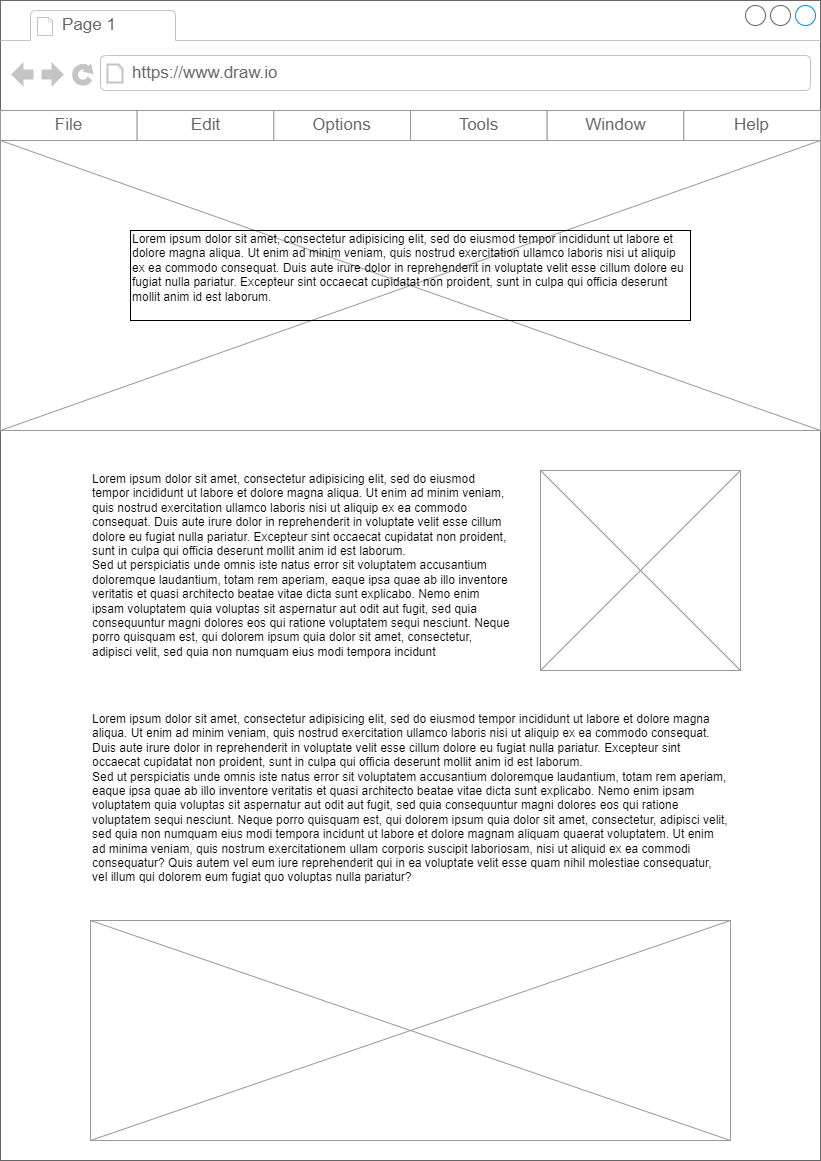 Page 1
https://www.draw.io
File Edit Options Tools Window Help
Lorem ipsum dolor sit amet, consectetur adipisicing elit, sed do eiusmod tempor incididunt ut labore et
dolore magna aliqua. Ut enim ad minim veniam, quis nostrud exercitation ullamco laboris nisi ut aliquip
ex ea commodo consequat. Duis aute irure dolor in reprehenderit in voluptate velit esse cillum dolore eu
fugiat nulla pariatur. Excepteur sint occaecat cupidatat non proident, sunt in culpa qui officia deserunt
mollit anim id est laborum.
Lorem ipsum dolor sit amet, consectetur adipisicing elit, sed do eiusmod
tempor incididunt ut labore et dolore magna aliqua. Ut enim ad minim veniam,
quis nostrud exercitation ullamco laboris nisi ut aliquip ex ea commodo
consequat. Duis aute irure dolor in reprehenderit in voluptate velit esse cillum
dolore eu fugiat nulla pariatur. Excepteur sint occaecat cupidatat non proident,
sunt in culpa qui officia deserunt mollit anim id est laborum.
Sed ut perspiciatis unde omnis iste natus error sit voluptatem accusantium
doloremque laudantium, totam rem aperiam, eaque ipsa quae ab illo inventore
veritatis et quasi architecto beatae vitae dicta sunt explicabo. Nemo enim
ipsam voluptatem quia voluptas sit aspernatur aut odit aut fugit, sed quia
consequuntur magni dolores eos qui ratione voluptatem sequi nesciunt. Neque
porro quisquam est, qui dolorem ipsum quia dolor sit amet, consectetur,
adipisci velit, sed quia non numquam eius modi tempora incidunt
Lorem ipsum dolor sit amet, consectetur adipisicing elit, sed do eiusmod tempor incididunt ut labore et dolore magna
aliqua. Ut enim ad minim veniam, quis nostrud exercitation ullamco laboris nisi ut aliquip ex ea commodo consequat.
Duis aute irure dolor in reprehenderit in voluptate velit esse cillum dolore eu fugiat nulla pariatur. Excepteur sint
occaecat cupidatat non proident, sunt in culpa qui officia deserunt mollit anim id est laborum.
Sed ut perspiciatis unde omnis iste natus error sit voluptatem accusantium doloremque laudantium, totam rem aperiam,
eaque ipsa quae ab illo inventore veritatis et quasi architecto beatae vitae dicta sunt explicabo. Nemo enim ipsam
voluptatem quia voluptas sit aspernatur aut odit aut fugit, sed quia consequuntur magni dolores eos qui ratione
voluptatem sequi nesciunt. Neque porro quisquam est, qui dolorem ipsum quia dolor sit amet, consectetur, adipisci velit,
sed quia non numquam eius modi tempora incidunt ut labore et dolore magnam aliquam quaerat voluptatem. Ut enim
ad minima veniam, quis nostrum exercitationem ullam corporis suscipit laboriosam, nisi ut aliquid ex ea commodi
consequatur? Quis autem vel eum iure reprehenderit qui in ea voluptate velit esse quam nihil molestiae consequatur,
vel illum qui dolorem eum fugiat quo voluptas nulla pariatur?